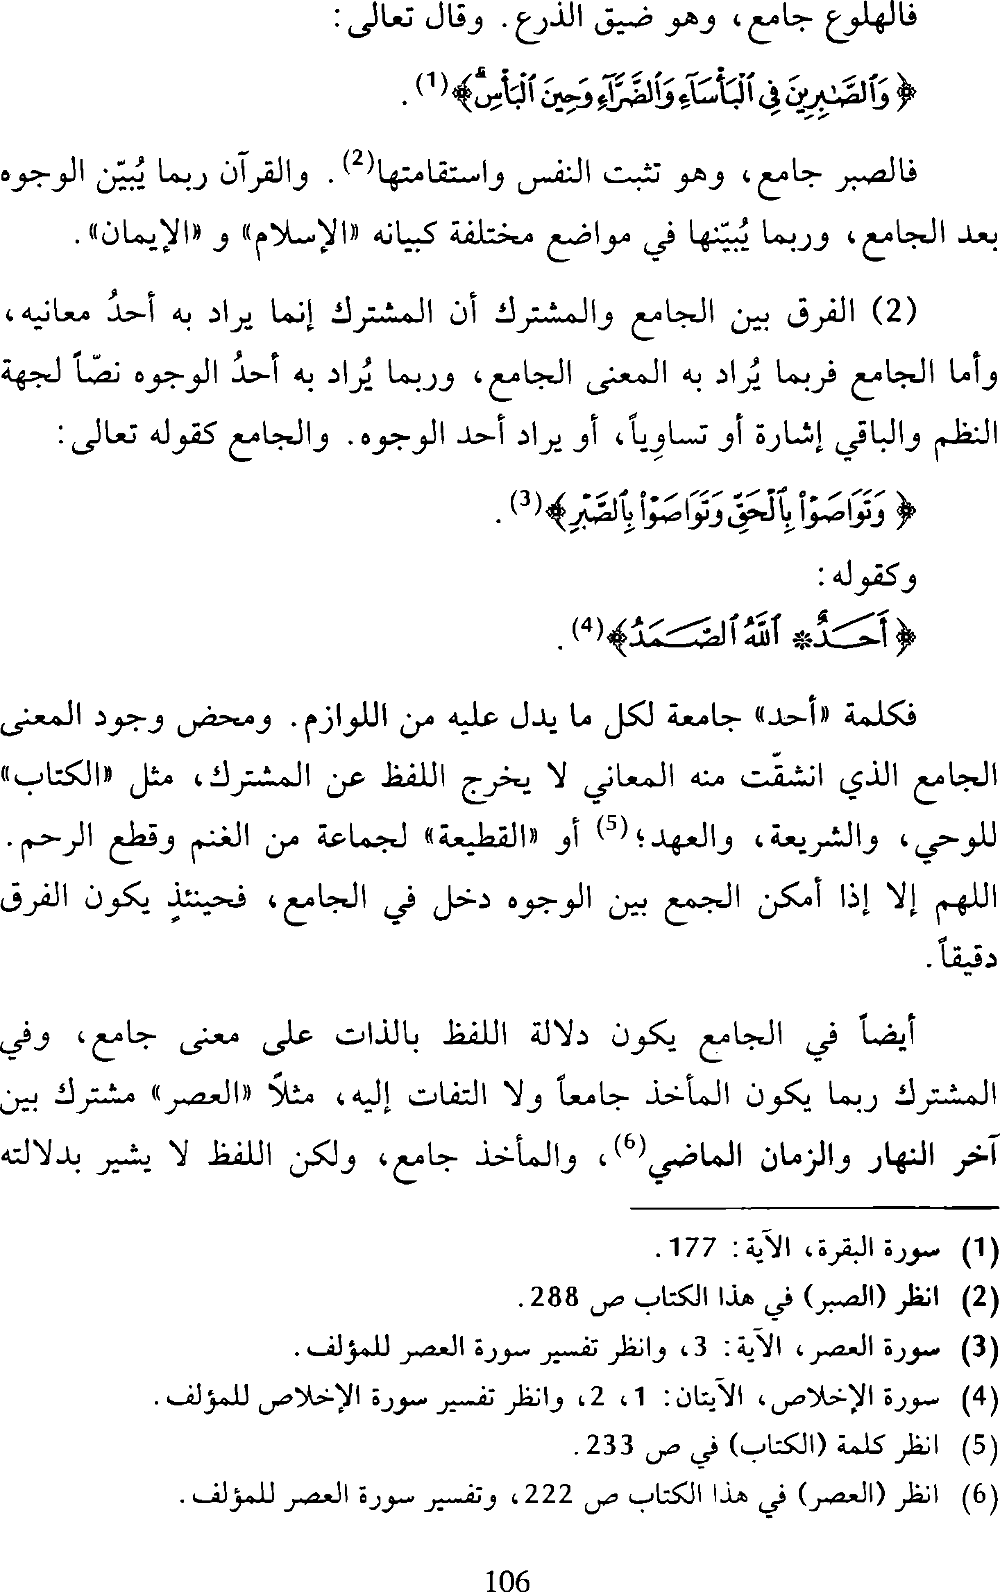 فالهلوع جامع، وهو ضيق الذرع. وقال تعالى:
﴿وَٱلصَّٰبِرِينَ فِي ٱلْبَأْسَآءِ وَٱلضَّرَّآءِ وَحِينَ ٱلْبَأْسِۗ﴾(1).
فالصبر جامع، وهو تثبت النفس واستقامتها(2). والقرآن ربما يُبيّن الوجوه
بعد الجامع، وربما يُبيّنها في مواضع مختلفة كبيانه «الإسلام» و «الإيمان».
(2) الفرق بين الجامع والمشترك أن المشترك إنما يراد به أحدُ معانيه،
وأما الجامع فربما يُراد به المعنى الجامع، وربما يُراد به أحدُ الوجوه نصّاً لجهة
النظم والباقي إشارة أو تساوِياً، أو يراد أحد الوجوه. والجامع كقوله تعالى:
﴿وَتَوَاصَوْا۟ بِٱلْحَقِّ وَتَوَاصَوْا۟ بِٱلصَّبْرِ﴾(3).
وكقوله:
﴿أَحَدٌ * ٱللَّهُ ٱلصَّمَدُ﴾(4).
فكلمة «أحد» جامعة لكل ما يدل عليه من اللوازم. ومحض وجود المعنى
الجامع الذي انشقّت منه المعاني لا يخرج اللفظ عن المشترك، مثل «الكتاب»
للوحي، والشريعة، والعهد؛(5) أو «القطيعة» لجماعة من الغنم وقطع الرحم.
اللهم إلا إذا أمكن الجمع بين الوجوه دخل في الجامع، فحينئذٍ يكون الفرق
دقيقاً.
أيضاً في الجامع يكون دلالة اللفظ بالذات على معنى جامع، وفي
المشترك ربما يكون المأخذ جامعاً ولا التفات إليه، مثلاً «العصر» مشترك بين
آخر النهار والزمان الماضي(6)، والمأخذ جامع، ولكن اللفظ لا يشير بدلالته
(1) سورة البقرة، الآية: 177.
(2) انظر (الصبر) في هذا الكتاب ص 288.
(3) سورة العصر، الآية: 3، وانظر تفسير سورة العصر للمؤلف.
(4) سورة الإخلاص، الآيتان: 1، 2، وانظر تفسير سورة الإخلاص للمؤلف.
(5) انظر كلمة (الكتاب) في ص 233.
(6) انظر (العصر) في هذا الكتاب ص 222، وتفسير سورة العصر للمؤلف.
106